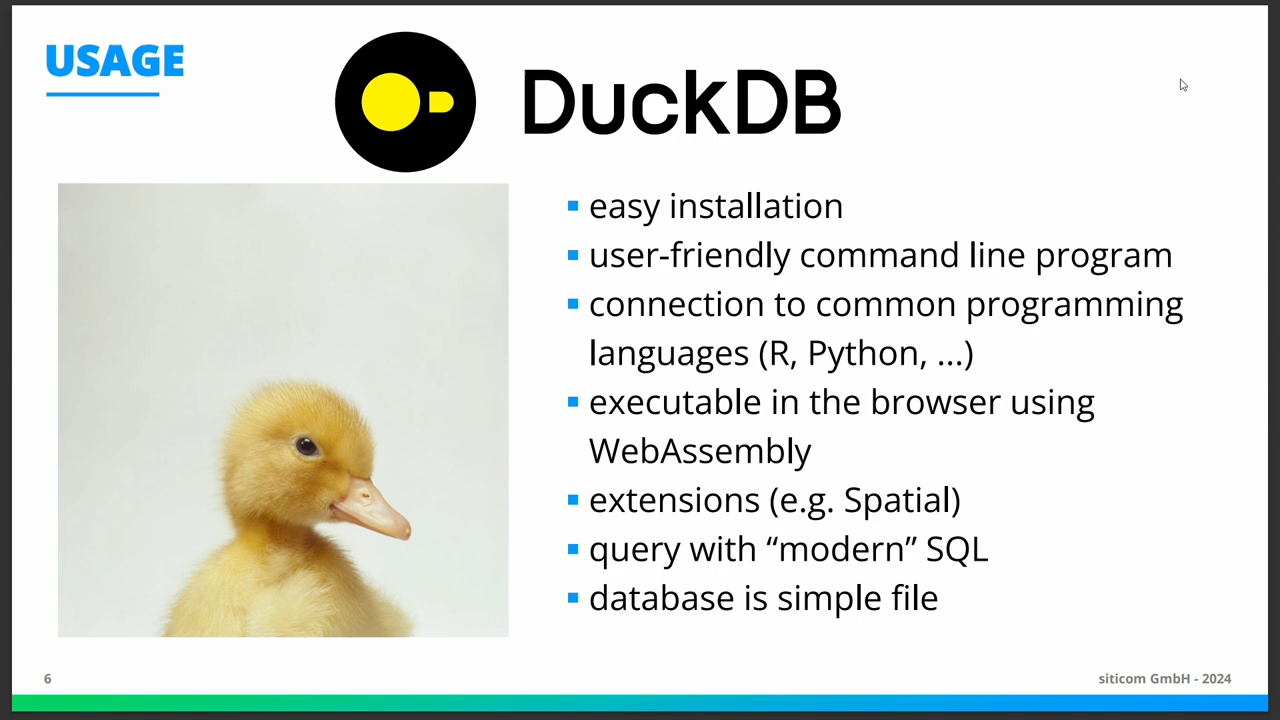 USAGE
DuckDB
easy installation
user-friendly command line program
connection to common programming
languages (R, Python, ...)
executable in the browser using
WebAssembly
extensions (e.g. Spatial)
query with “modern” SQL
database is simple file
6
siticom GmbH - 2024